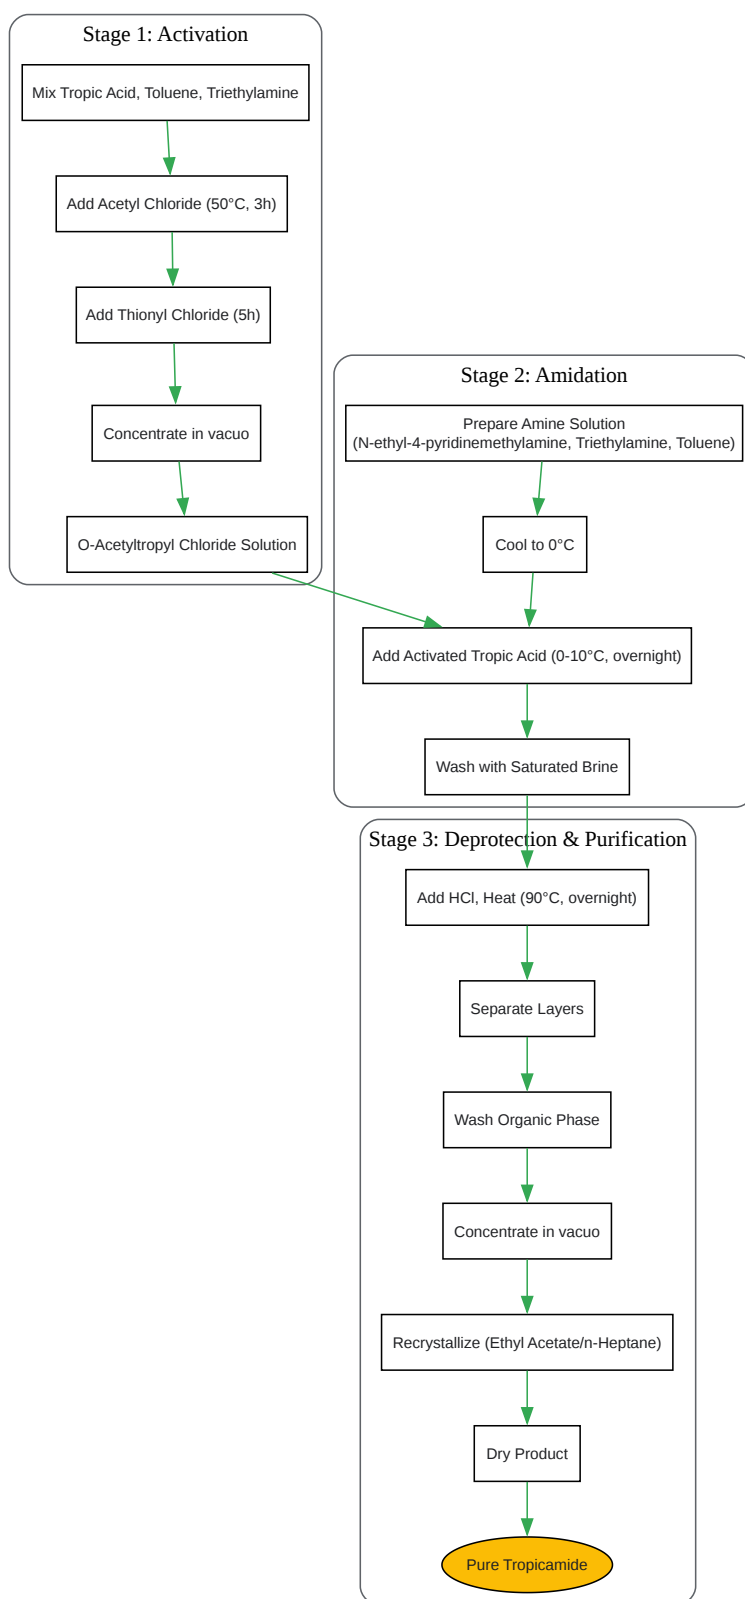 Stage 1: Activation
Mix Tropic Acid, Toluene, Triethylamine
Add Acetyl Chloride (50°C, 3h)
Add Thionyl Chloride (5h)
Concentrate in vacuo
O-Acetyltropyl Chloride Solution
Stage 2: Amidation
Prepare Amine Solution
(N-ethyl-4-pyridinemethylamine, Triethylamine, Toluene)
Cool to 0°C
Add Activated Tropic Acid (0-10°C, overnight)
Wash with Saturated Brine
Stage 3: Deprotection & Purification
Add HCl, Heat (90°C, overnight)
Separate Layers
Wash Organic Phase
Concentrate in vacuo
Recrystallize (Ethyl Acetate/n-Heptane)
Dry Product
Pure Tropicamide